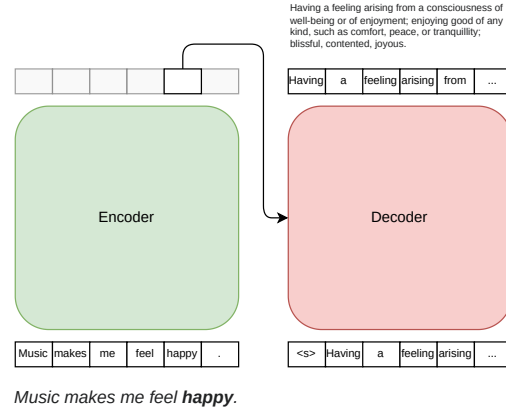 Having a feeling arising from a consciousness of
well-being or of enjoyment; enjoying good of any
kind, such as comfort, peace, or tranquillity;
blissful, contented, joyous.
Having a feeling arising from ...
Encoder
Decoder
Music makes me feel happy .
<s> Having a feeling arising ...
Music makes me feel happy.